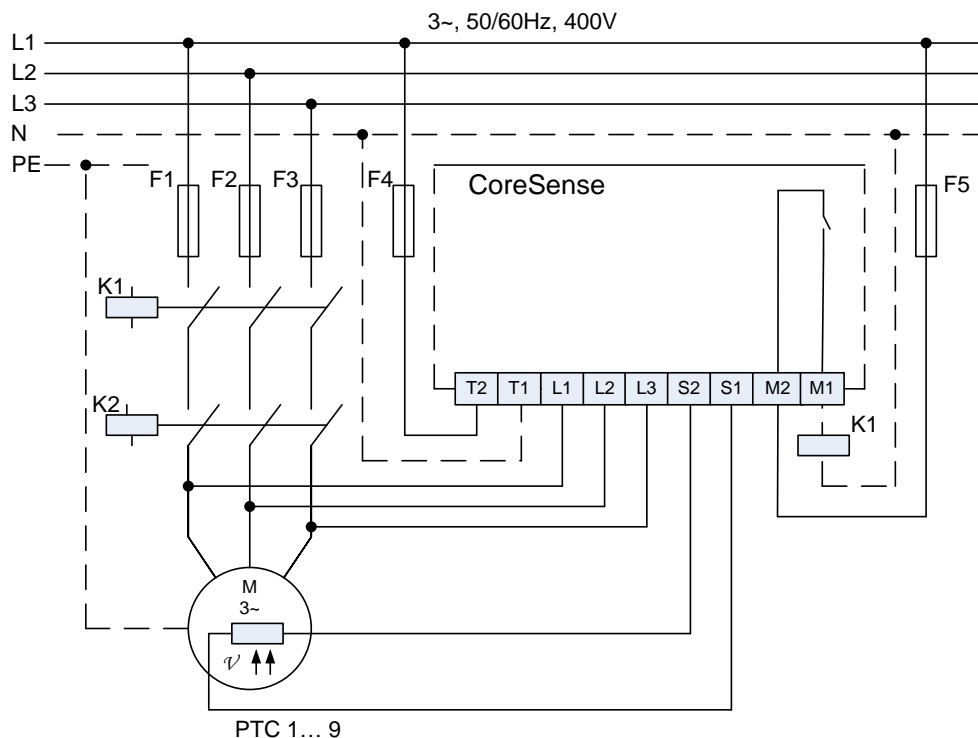 3~, 50/60Hz, 400V
L1
L2
L3
N
PE
F1 F2 F3 F4 F5
CoreSense
K1
T2 T1 L1 L2 L3 S2 S1 M2 M1
K2
K1
M
3~
𝒱
PTC 1… 9